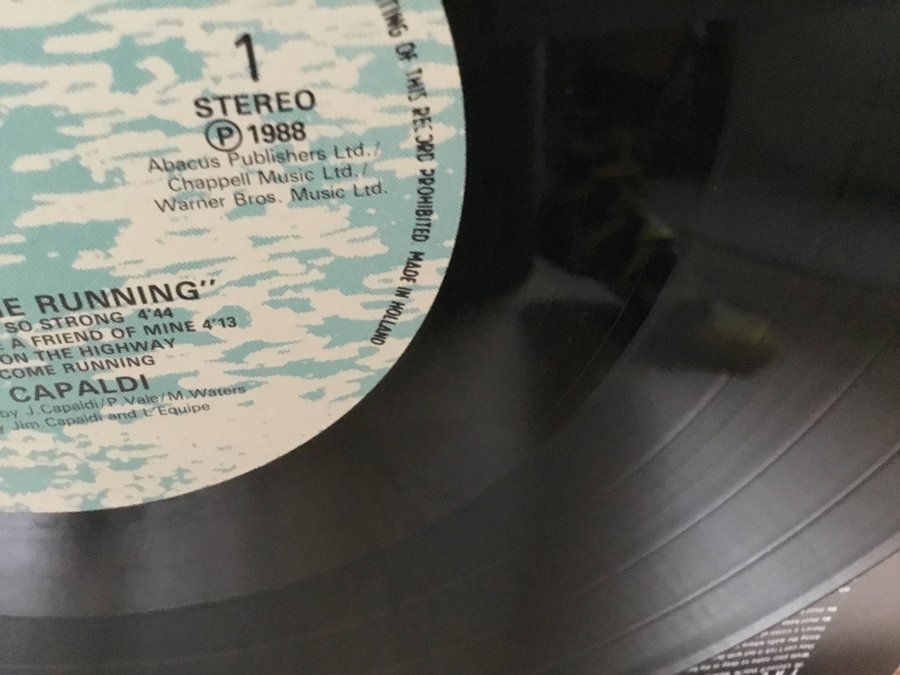 1
STEREO
Ⓟ 1988
Abacus Publishers Ltd./
Chappell Music Ltd./
Warner Bros. Music Ltd.
TING OF THIS RECORD PROHIBITED MADE IN HOLLAND
E RUNNING"
SO STRONG 4'44
A FRIEND OF MINE 4'13
ON THE HIGHWAY
COME RUNNING
CAPALDI
by J.Capaldi/P.Vale/M.Waters
Jim Capaldi and L'Equipe